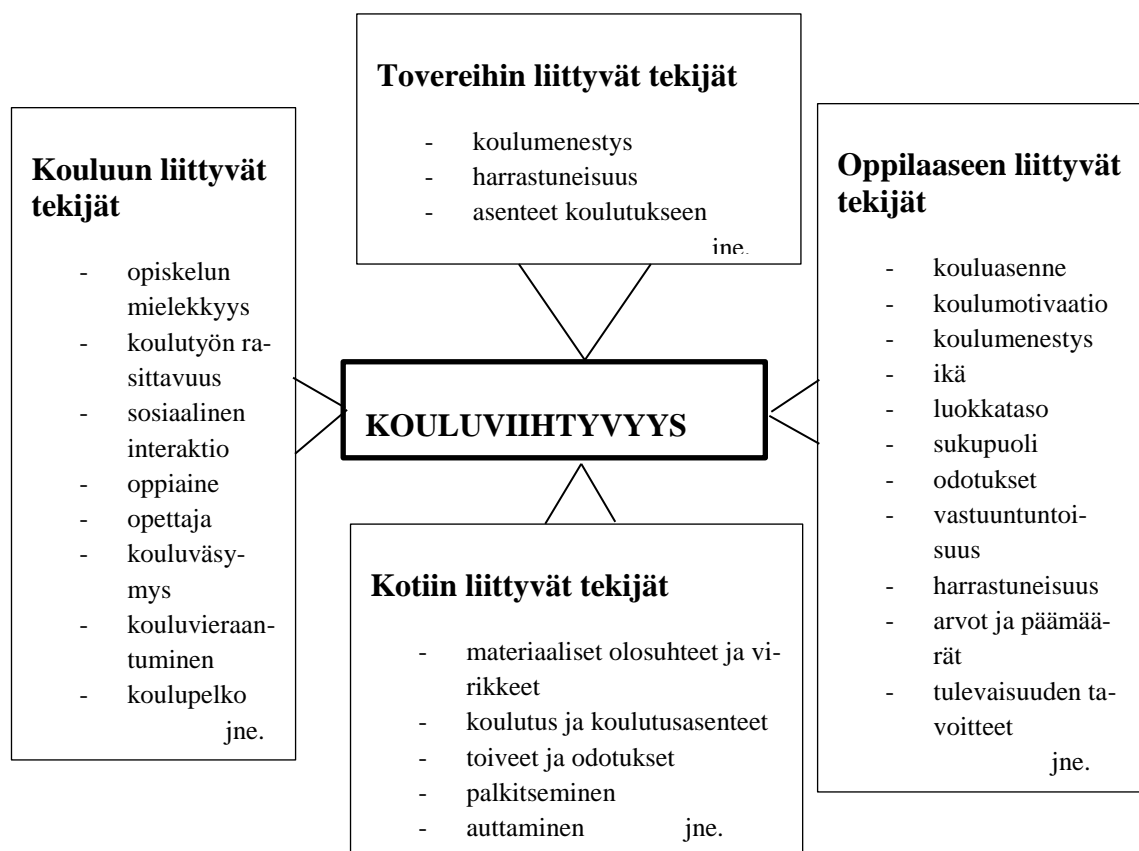 Tovereihin liittyvät tekijät
- koulumenestys
- harrastuneisuus
- asenteet koulutukseen
jne.
Kouluun liittyvät
tekijät
- opiskelun
mielekkyys
- koulutyön ra-
sittavuus
- sosiaalinen
interaktio
- oppiaine
- opettaja
- kouluväsy-
mys
- kouluvieraan-
tuminen
- koulupelko
jne.
KOULUVIIHTYVYYS
Oppilaaseen liittyvät
tekijät
- kouluasenne
- koulumotivaatio
- koulumenestys
- ikä
- luokkataso
- sukupuoli
- odotukset
- vastuuntuntoi-
suus
- harrastuneisuus
- arvot ja päämää-
rät
- tulevaisuuden ta-
voitteet
jne.
Kotiin liittyvät tekijät
- materiaaliset olosuhteet ja vi-
rikkeet
- koulutus ja koulutusasenteet
- toiveet ja odotukset
- palkitseminen
- auttaminen jne.